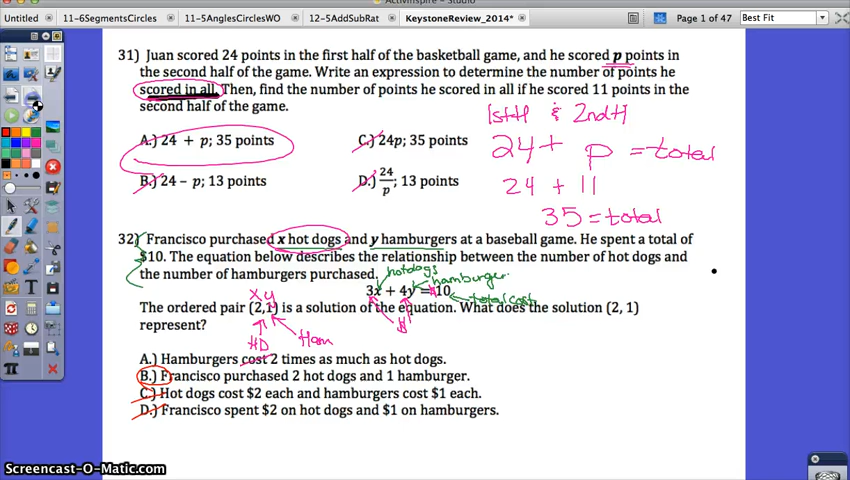 ActivInspire - Studio
Untitled
11-6SegmentsCircles
11-5AnglesCirclesWO
12-5AddSubRat
KeystoneReview_2014*
Page 1 of 47
Best Fit
31) Juan scored 24 points in the first half of the basketball game, and he scored p points in
the second half of the game. Write an expression to determine the number of points he
scored in all. Then, find the number of points he scored in all if he scored 11 points in the
second half of the game.
1stH & 2ndH
A.) 24 + p; 35 points
C.) 24p; 35 points
24 + p = total
B.) 24 – p; 13 points
D.) 24/p; 13 points
24 + 11
35 = total
32) Francisco purchased x hot dogs and y hamburgers at a baseball game. He spent a total of
$10. The equation below describes the relationship between the number of hot dogs and
the number of hamburgers purchased.
hotdogs
hamburger
3x + 4y = 10
total cost
x y
The ordered pair (2,1) is a solution of the equation. What does the solution (2, 1)
represent?
HD
Ham
A.) Hamburgers cost 2 times as much as hot dogs.
B.) Francisco purchased 2 hot dogs and 1 hamburger.
C.) Hot dogs cost $2 each and hamburgers cost $1 each.
D.) Francisco spent $2 on hot dogs and $1 on hamburgers.
Screencast-O-Matic.com